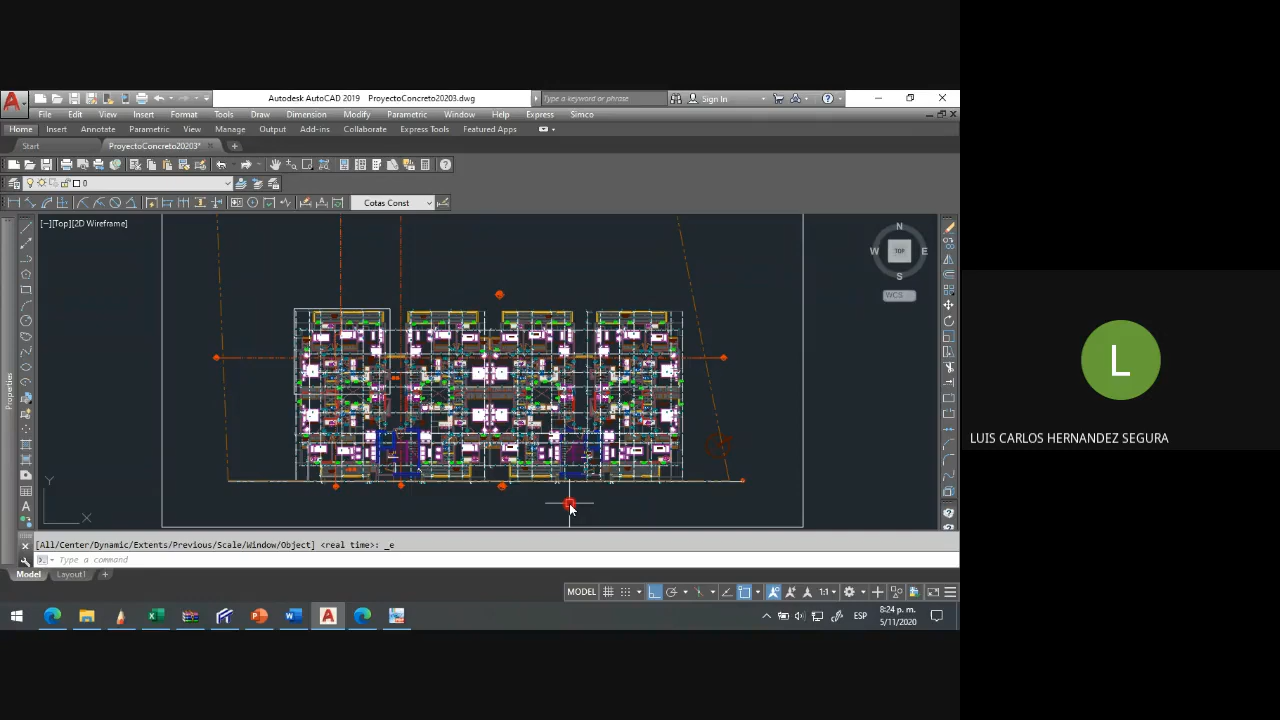 Autodesk AutoCAD 2019 ProyectoConcreto20203.dwg
Type a keyword or phrase
Sign In
File Edit View Insert Format Tools Draw Dimension Modify Parametric Window Help Express Simco
Home Insert Annotate Parametric View Manage Output Add-ins Collaborate Express Tools Featured Apps
Start ProyectoConcreto20203*
0
Cotas Const
[−][Top][2D Wireframe]
N
W TOP E
S
WCS
Properties
Y
X
L
LUIS CARLOS HERNANDEZ SEGURA
[All/Center/Dynamic/Extents/Previous/Scale/Window/Object] <real time>: _e
Type a command
Model Layout1
MODEL 1:1
ESP
8:24 p. m.
5/11/2020